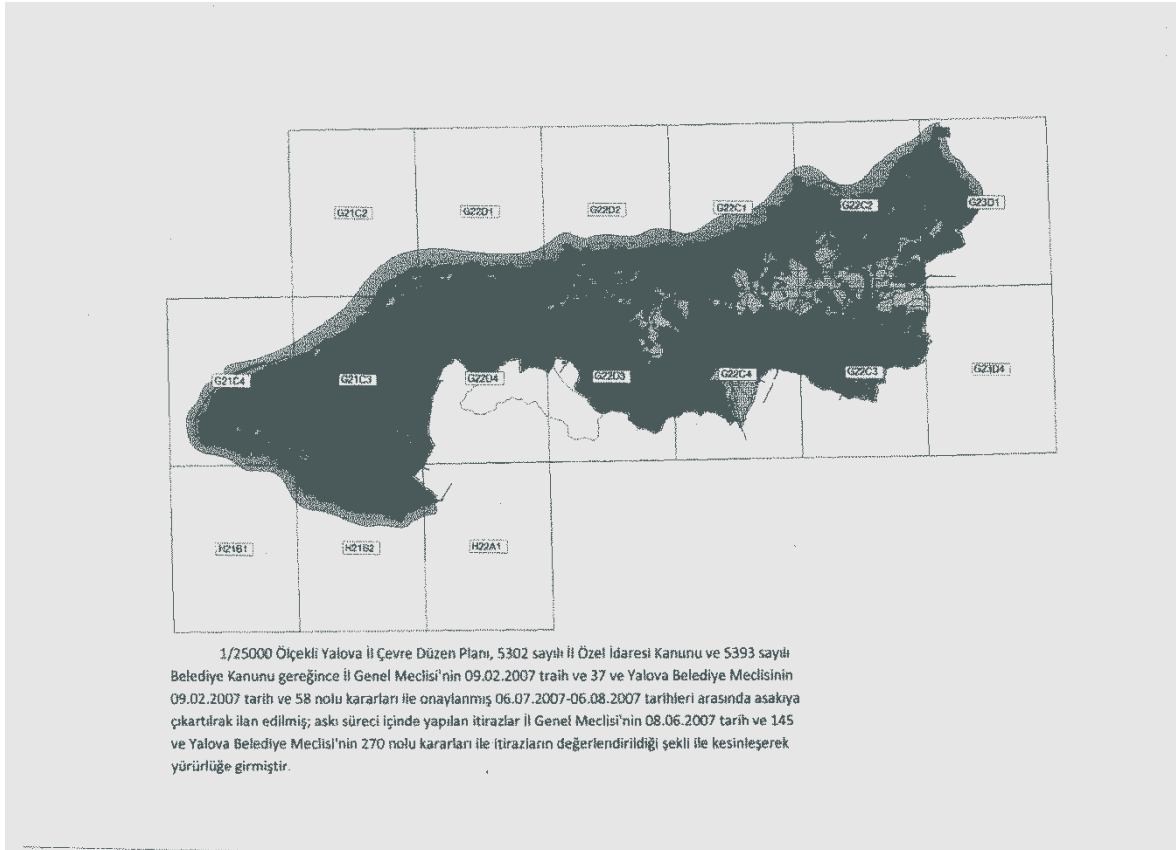 G21C2
G22D1
G22D2
G22C1
G22C2
G23D1
G21C4
G21C3
G22D4
G22D3
G22C4
G22C3
G23D4
H21B1
H21B2
H22A1
1/25000 Ölçekli Yalova İl Çevre Düzen Planı, 5302 sayılı İl Özel İdaresi Kanunu ve 5393 sayılı
Belediye Kanunu gereğince İl Genel Meclisi'nin 09.02.2007 traih ve 37 ve Yalova Belediye Meclisinin
09.02.2007 tarih ve 58 nolu kararları ile onaylanmış 06.07.2007-06.08.2007 tarihleri arasında asakıya
çıkartılrak ilan edilmiş; askı süreci içinde yapılan itirazlar İl Genel Meclisi'nin 08.06.2007 tarih ve 145
ve Yalova Belediye Meclisi'nin 270 nolu kararları ile itirazların değerlendirildiği şekli ile kesinleşerek
yürürlüğe girmiştir.